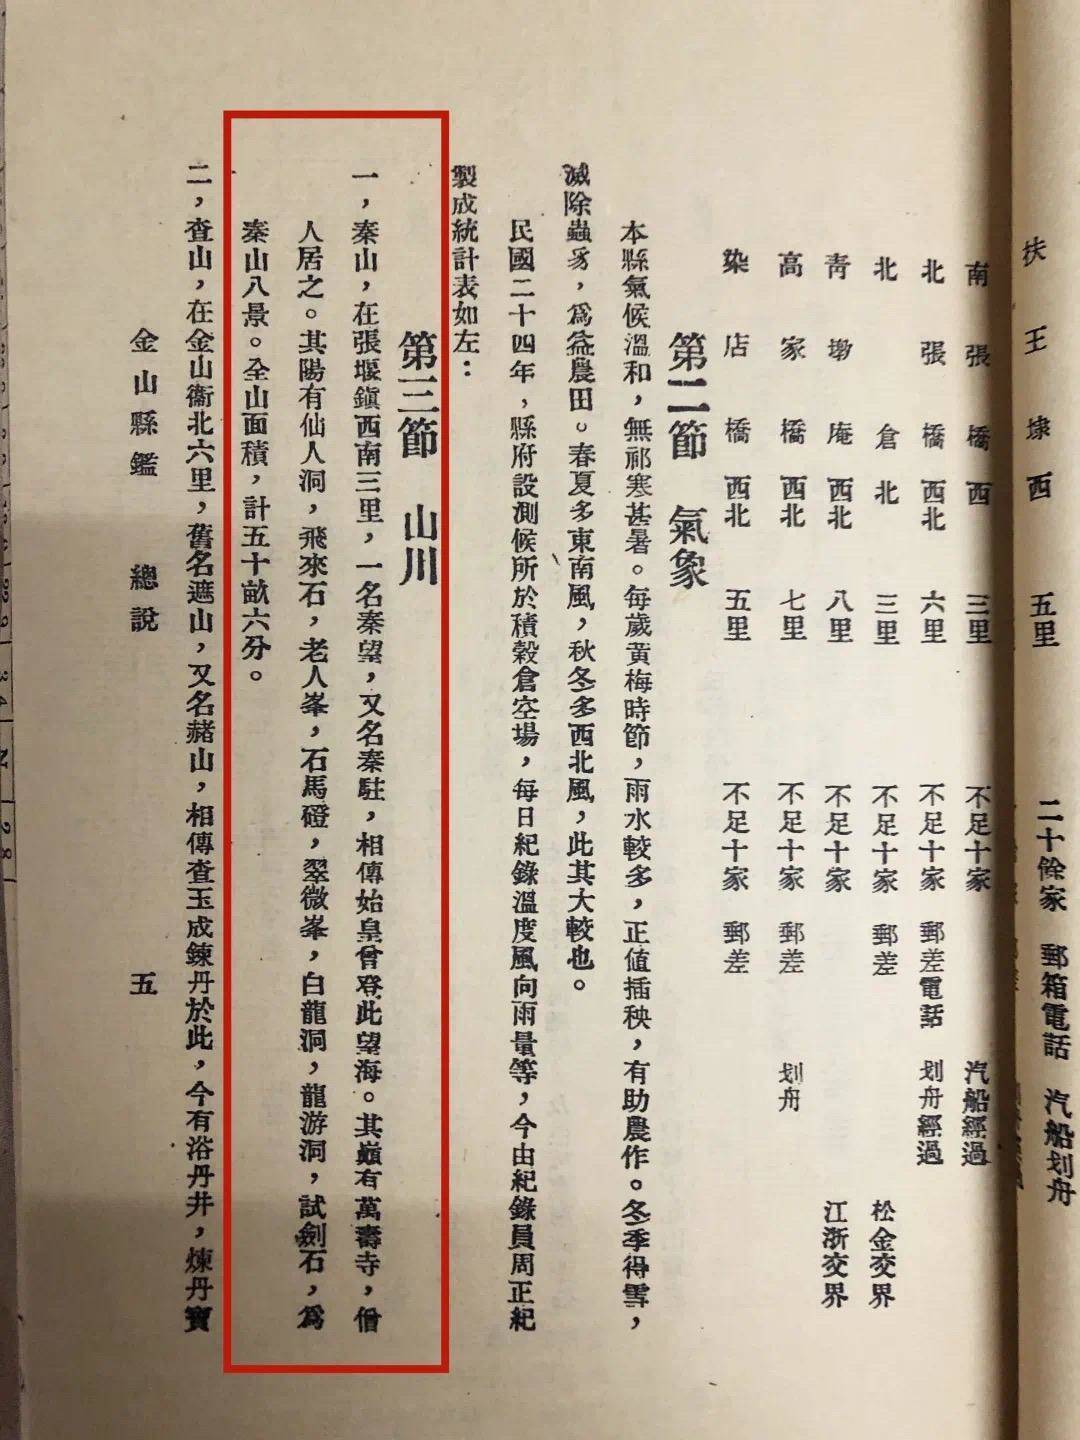 扶王埭西 五里 二十餘家 郵箱電話 汽船划舟
南張橋西 三里 不足十家 汽船經過
北張橋西北 六里 不足十家 郵差電話 划舟經過
北倉北 三里 不足十家 郵差 松金交界
青墩庵西北 八里 不足十家 江浙交界
高家橋西北 七里 不足十家 郵差 划舟
染店橋西北 五里 不足十家 郵差
第二節 氣象
本縣氣候溫和，無祁寒甚暑。每歲黃梅時節，雨水較多，正值插秧，有助農作。冬季得雪，
滅除蟲豸，爲益農田。春夏多東南風，秋冬多西北風，此其大較也。
民國二十四年，縣府設測候所於積穀倉空場，每日紀錄溫度風向雨量等，今由紀錄員周正紀
製成統計表如左：
第三節 山川
一，秦山，在張堰鎭西南三里，一名秦望，又名秦駐，相傳始皇曾登此望海。其巔有萬壽寺，僧
人居之。其陽有仙人洞，飛來石，老人峯，石馬磴，翠微峯，白龍洞，龍游洞，試劍石，爲
秦山八景。全山面積，計五十畝六分。
二，查山，在金山衞北六里，舊名遮山，又名赭山，相傳查玉成鍊丹於此，今有浴丹井，煉丹寶
金山縣鑑 總說 五